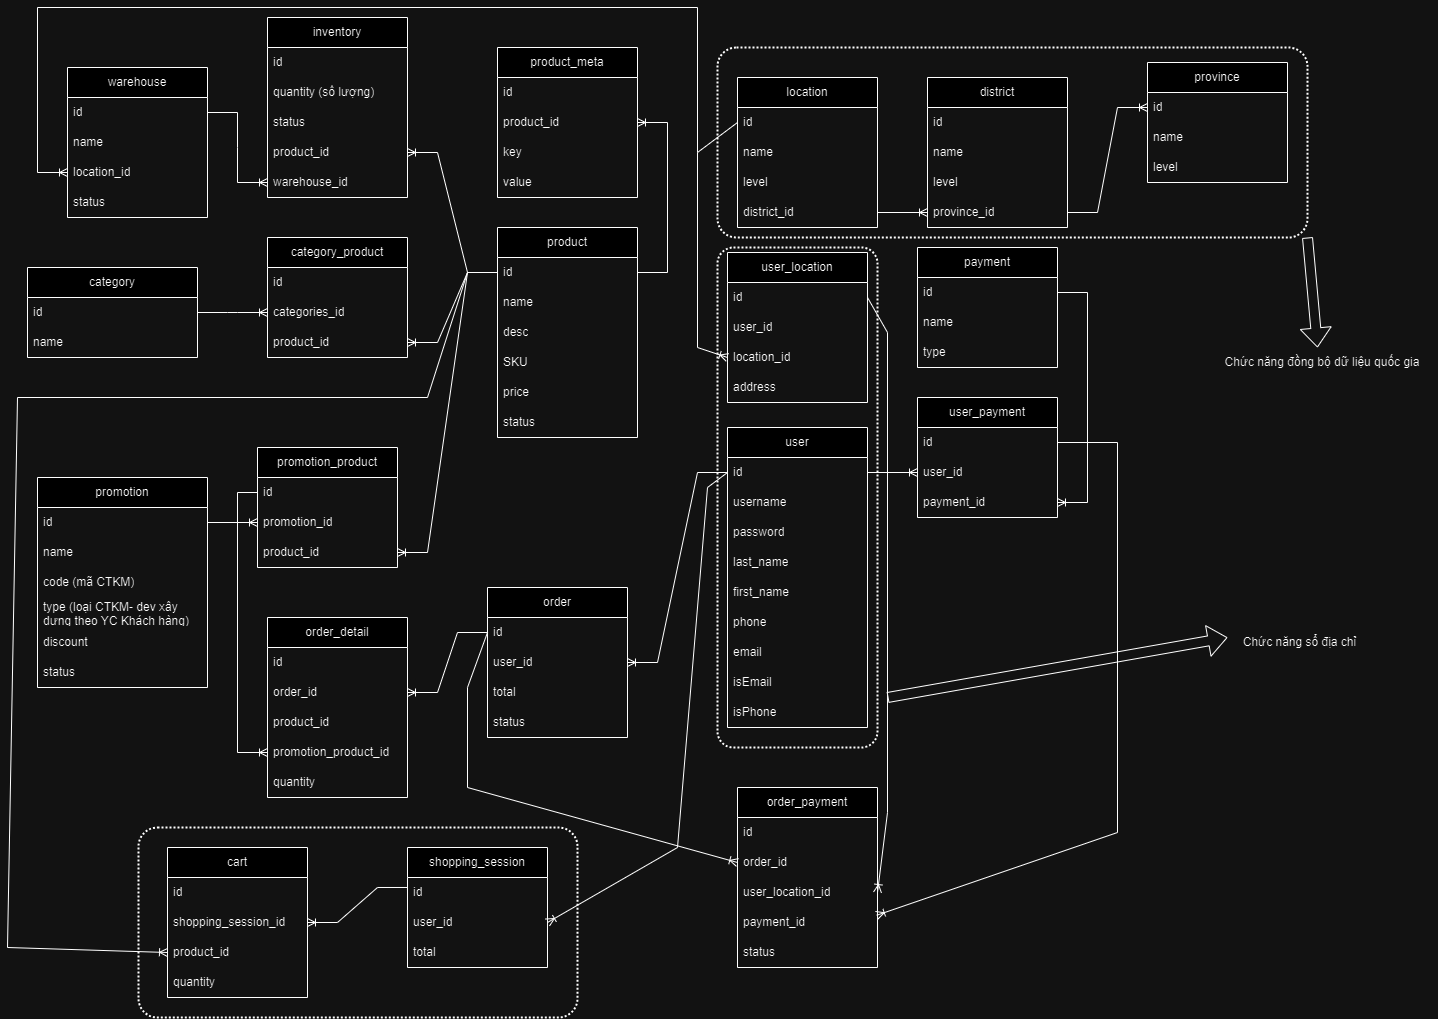 inventory
id
quantity (số lượng)
status
product_id
warehouse_id
warehouse
id
name
location_id
status
product_meta
id
product_id
key
value
location
id
name
level
district_id
district
id
name
level
province_id
province
id
name
level
category_product
id
categories_id
product_id
category
id
name
product
id
name
desc
SKU
price
status
user_location
id
user_id
location_id
address
payment
id
name
type
Chức năng đồng bộ dữ liệu quốc gia
user_payment
id
user_id
payment_id
user
id
username
password
last_name
first_name
phone
email
isEmail
isPhone
promotion_product
id
promotion_id
product_id
promotion
id
name
code (mã CTKM)
type (loại CTKM- dev xây
dựng theo YC Khách hàng)
discount
status
order
id
user_id
total
status
order_detail
id
order_id
product_id
promotion_product_id
quantity
Chức năng sổ địa chỉ
order_payment
id
order_id
user_location_id
payment_id
status
cart
id
shopping_session_id
product_id
quantity
shopping_session
id
user_id
total